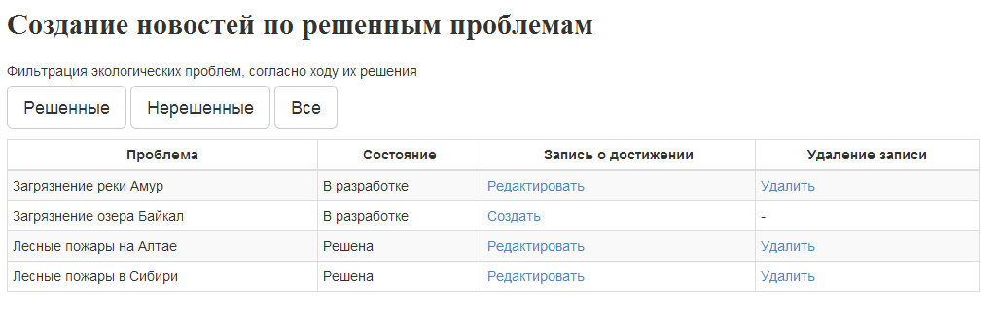 Создание новостей по решенным проблемам
Фильтрация экологических проблем, согласно ходу их решения
Решенные Нерешенные Все
Проблема Состояние Запись о достижении Удаление записи
Загрязнение реки Амур В разработке Редактировать Удалить
Загрязнение озера Байкал В разработке Создать -
Лесные пожары на Алтае Решена Редактировать Удалить
Лесные пожары в Сибири Решена Редактировать Удалить